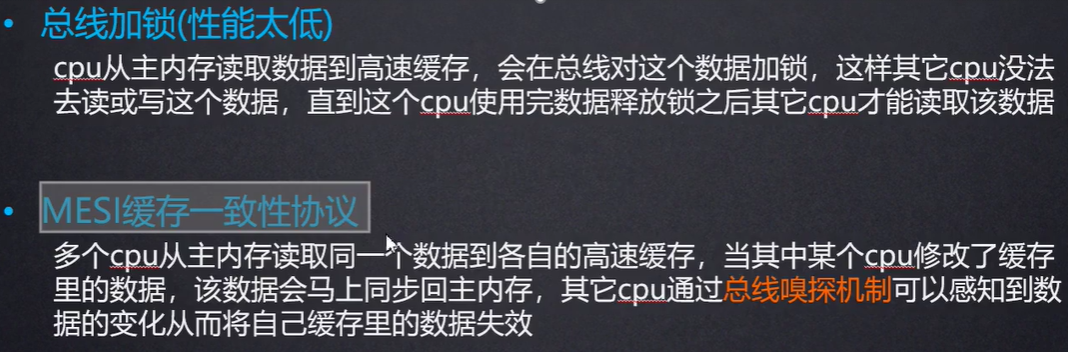 • 总线加锁(性能太低)
cpu从主内存读取数据到高速缓存，会在总线对这个数据加锁，这样其它cpu没法
去读或写这个数据，直到这个cpu使用完数据释放锁之后其它cpu才能读取该数据
• MESI缓存一致性协议
多个cpu从主内存读取同一个数据到各自的高速缓存，当其中某个cpu修改了缓存
里的数据，该数据会马上同步回主内存，其它cpu通过总线嗅探机制可以感知到数
据的变化从而将自己缓存里的数据失效